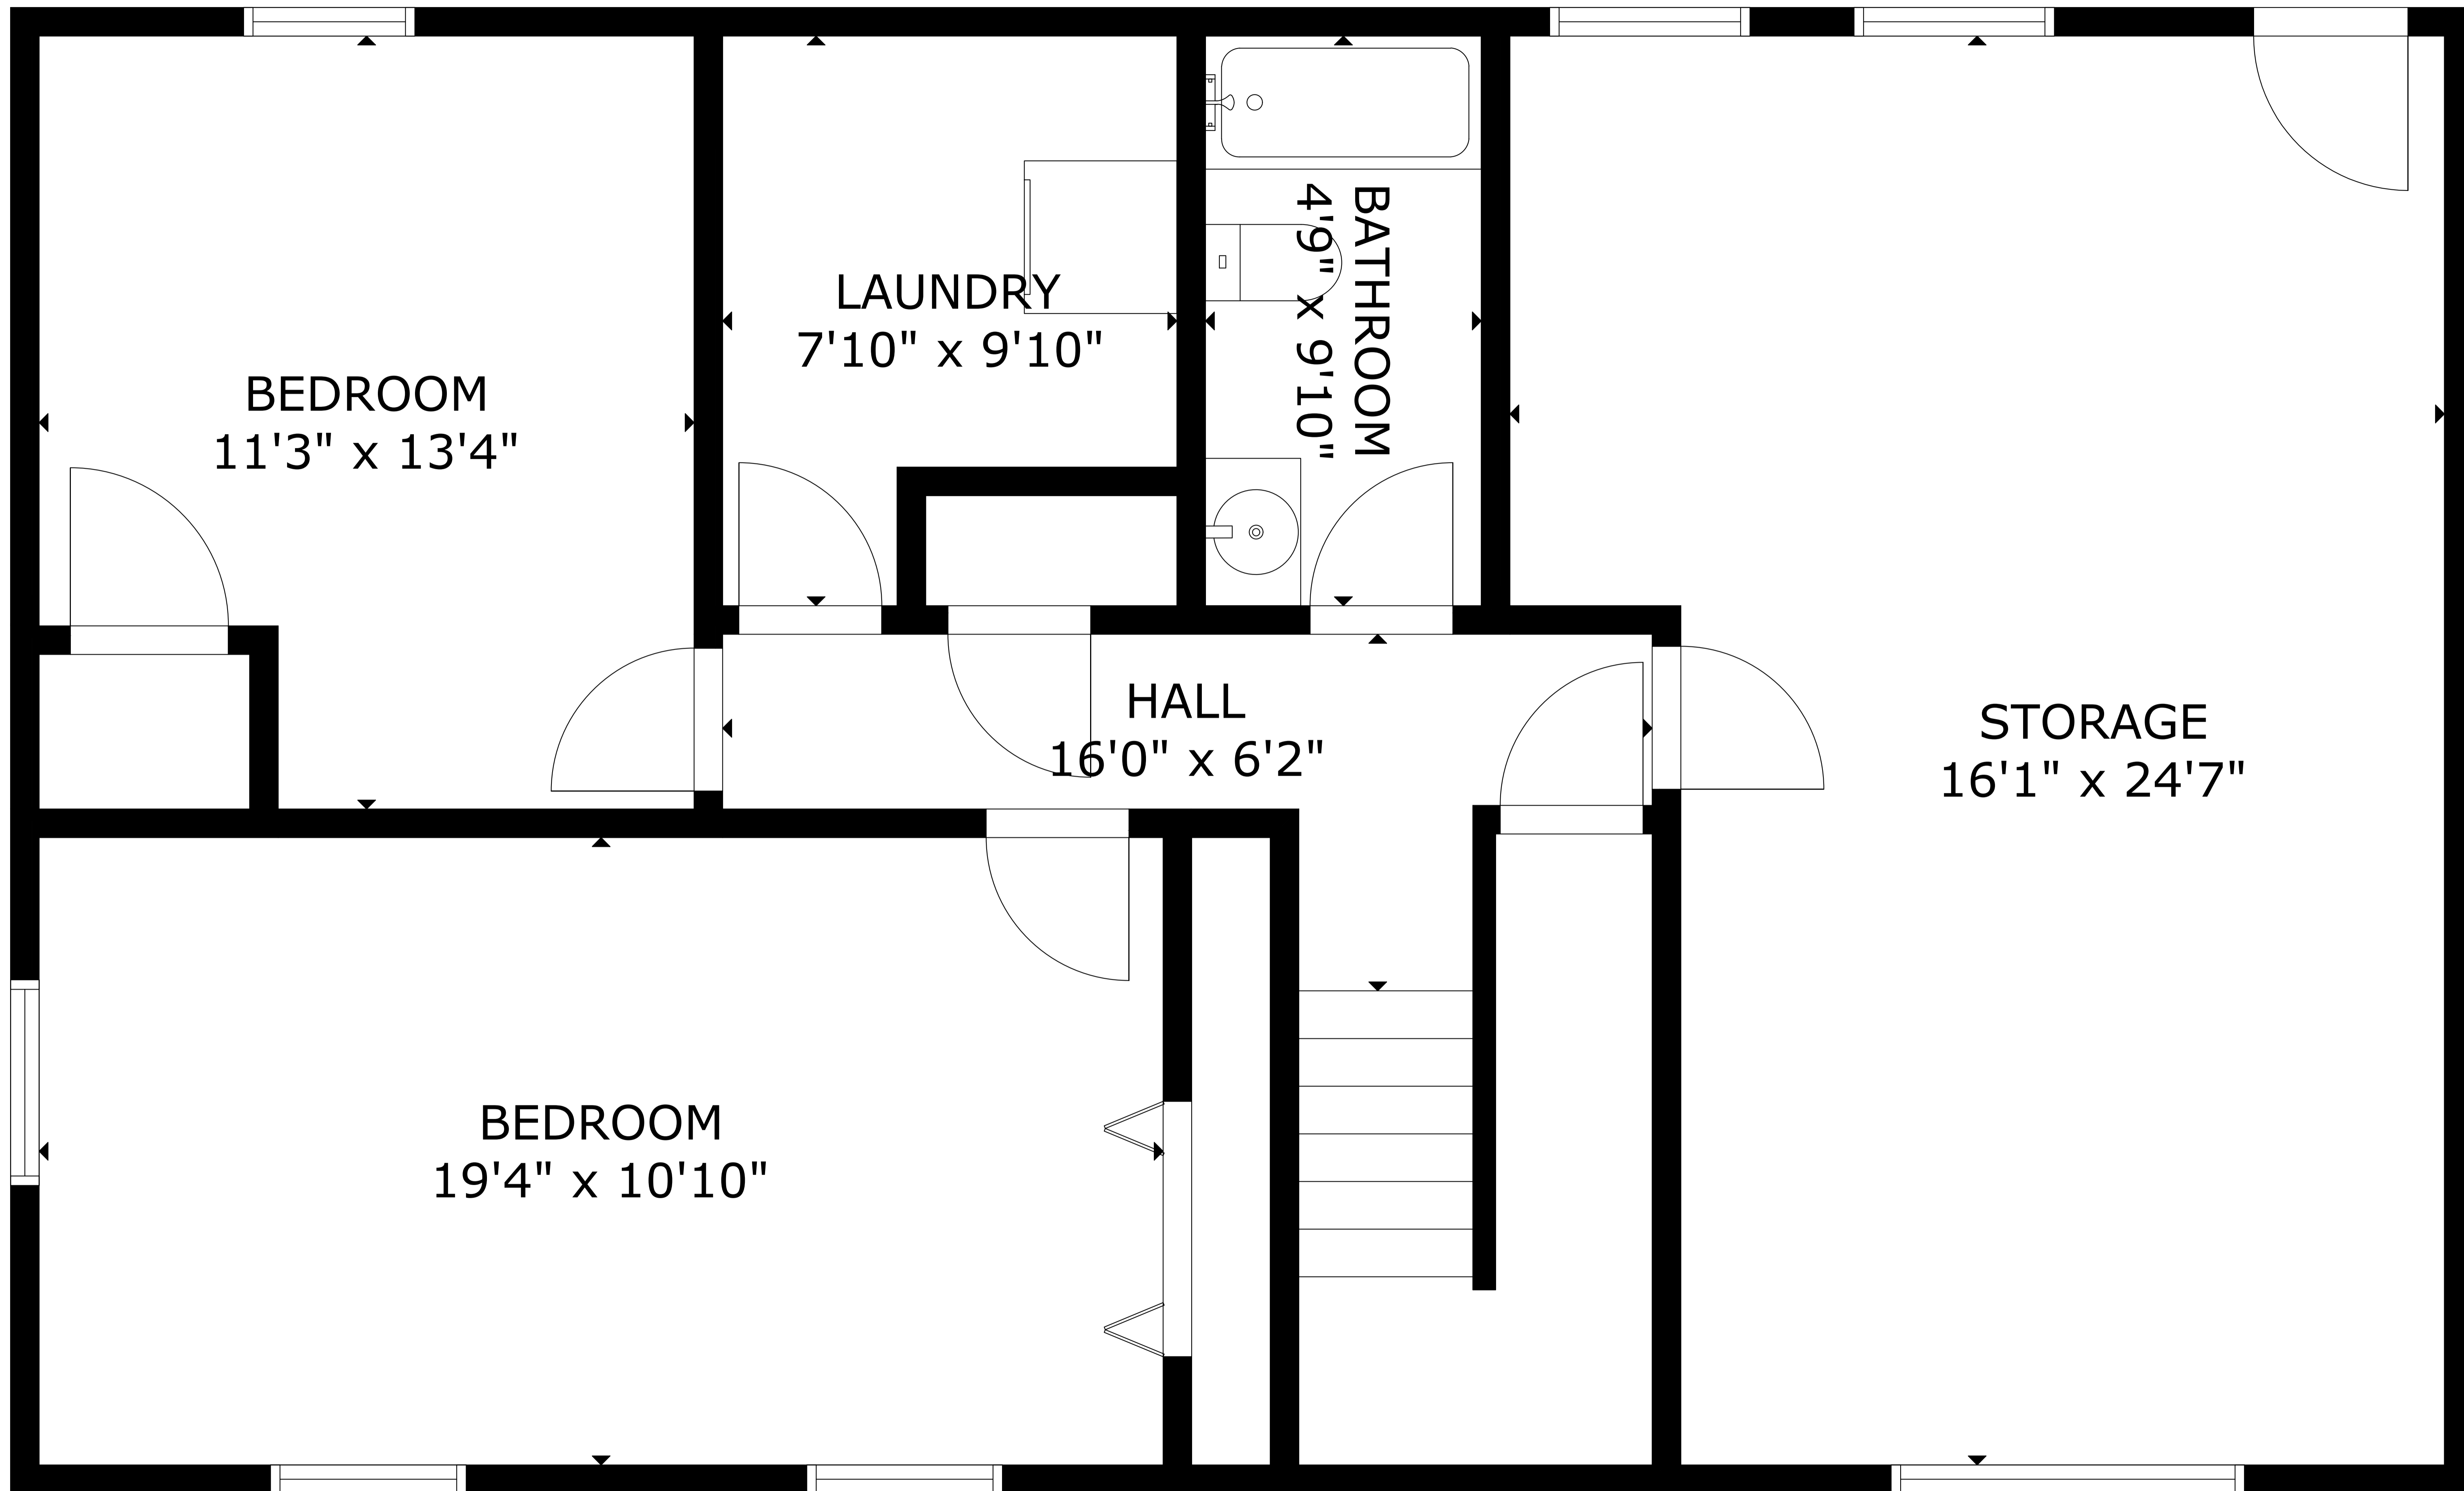 BATHROOM
4'9" x 9'10"
LAUNDRY
7'10" x 9'10"
BEDROOM
11'3" x 13'4"
HALL
16'0" x 6'2"
STORAGE
16'1" x 24'7"
BEDROOM
19'4" x 10'10"